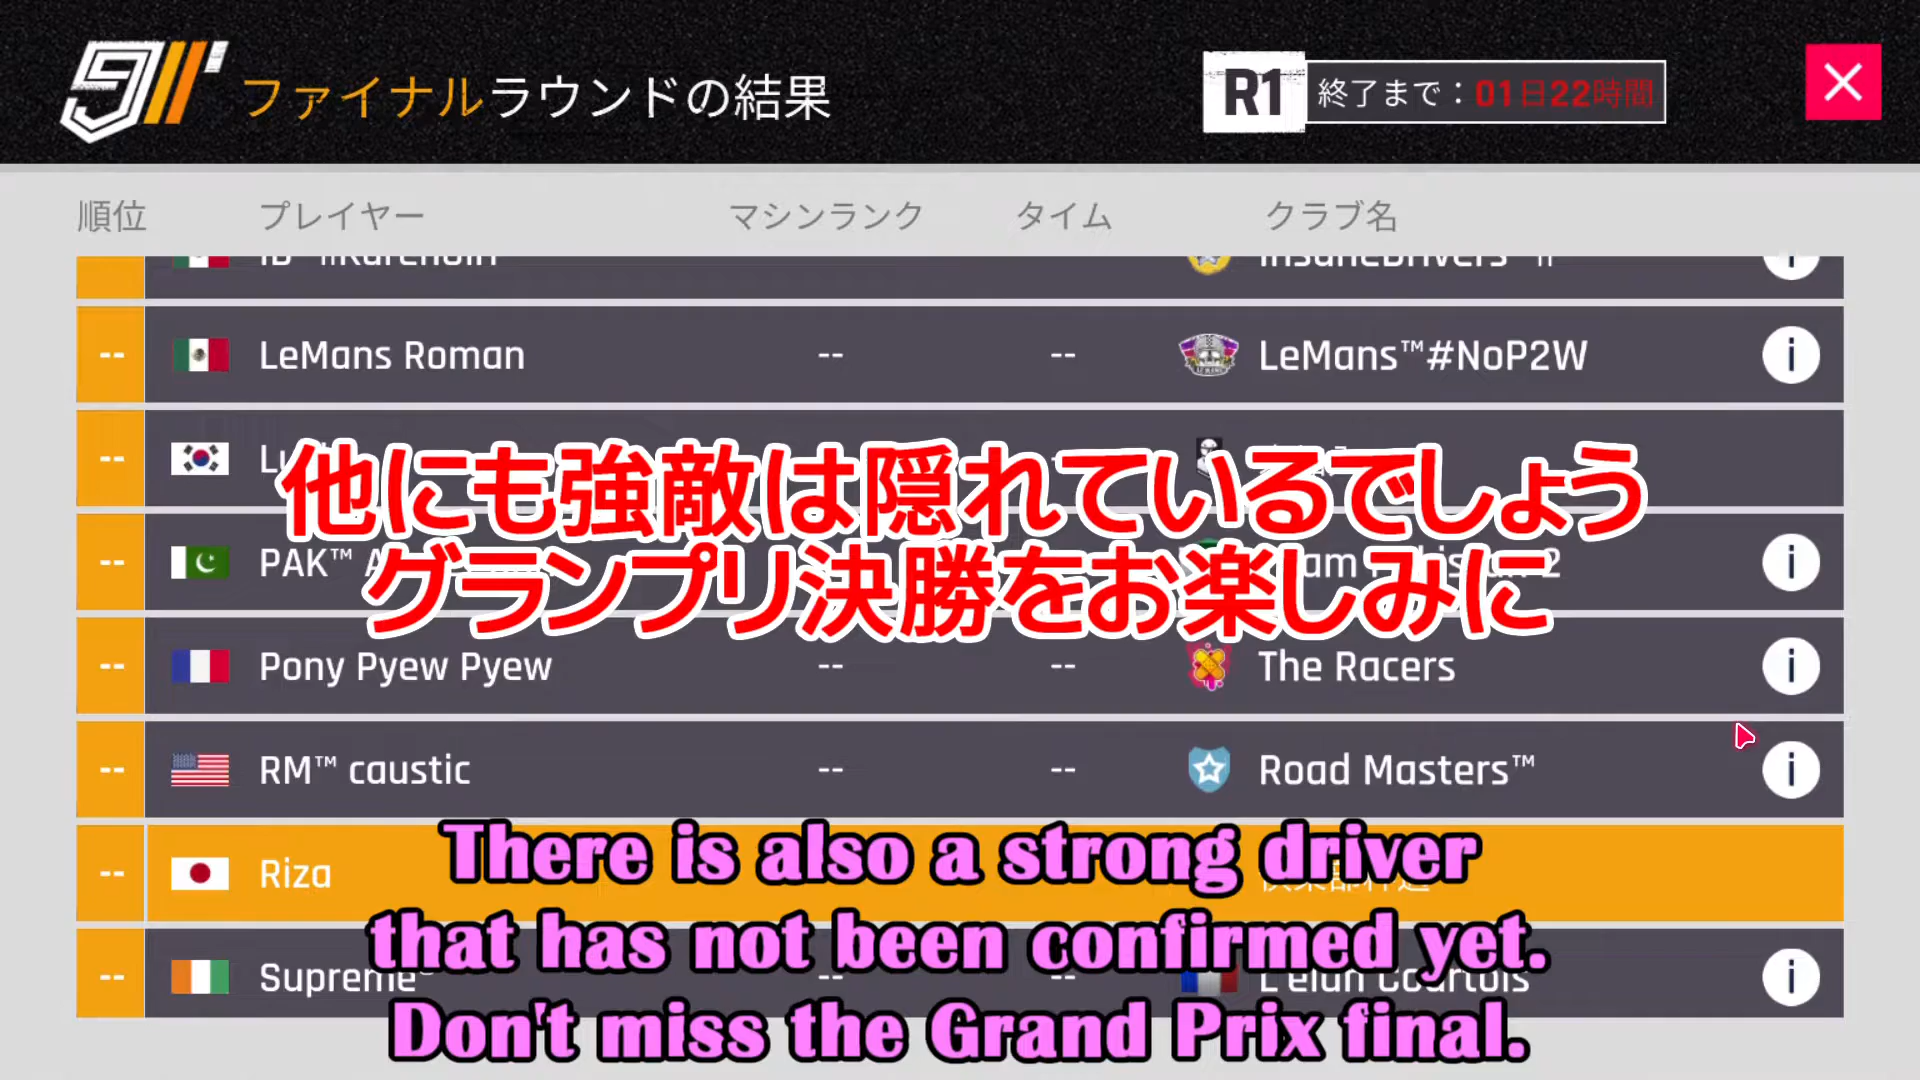 ファイナルラウンドの結果
R1 終了まで：01日22時間
順位 プレイヤー マシンランク タイム クラブ名
-- LeMans Roman -- -- LeMans™#NoP2W
--
他にも強敵は隠れているでしょう
-- PAK™
グランプリ決勝をお楽しみに
-- Pony Pyew Pyew -- -- The Racers
-- RM™ caustic -- -- Road Masters™
-- Riza
There is also a strong driver
that has not been confirmed yet.
-- Supreme -- --
Don't miss the Grand Prix final.